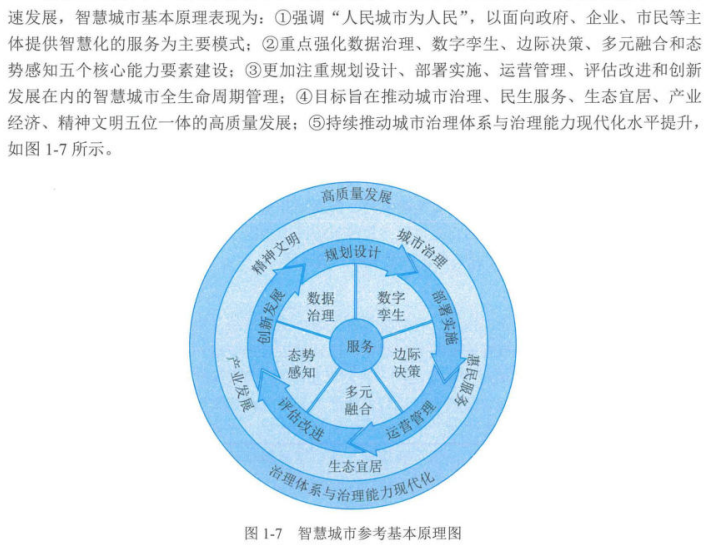 速发展，智慧城市基本原理表现为：①强调“人民城市为人民”，以面向政府、企业、市民等主
体提供智慧化的服务为主要模式；②重点强化数据治理、数字孪生、边际决策、多元融合和态
势感知五个核心能力要素建设；③更加注重规划设计、部署实施、运营管理、评估改进和创新
发展在内的智慧城市全生命周期管理；④目标旨在推动城市治理、民生服务、生态宜居、产业
经济、精神文明五位一体的高质量发展；⑤持续推动城市治理体系与治理能力现代化水平提升，
如图 1-7 所示。
高质量发展
精神文明
城市治理
规划设计
创新发展
部署实施
数据
治理
数字
孪生
服务
态势
感知
边际
决策
多元
融合
产业发展
惠民服务
评估改进
运营管理
生态宜居
治理体系与治理能力现代化
图 1-7 智慧城市参考基本原理图